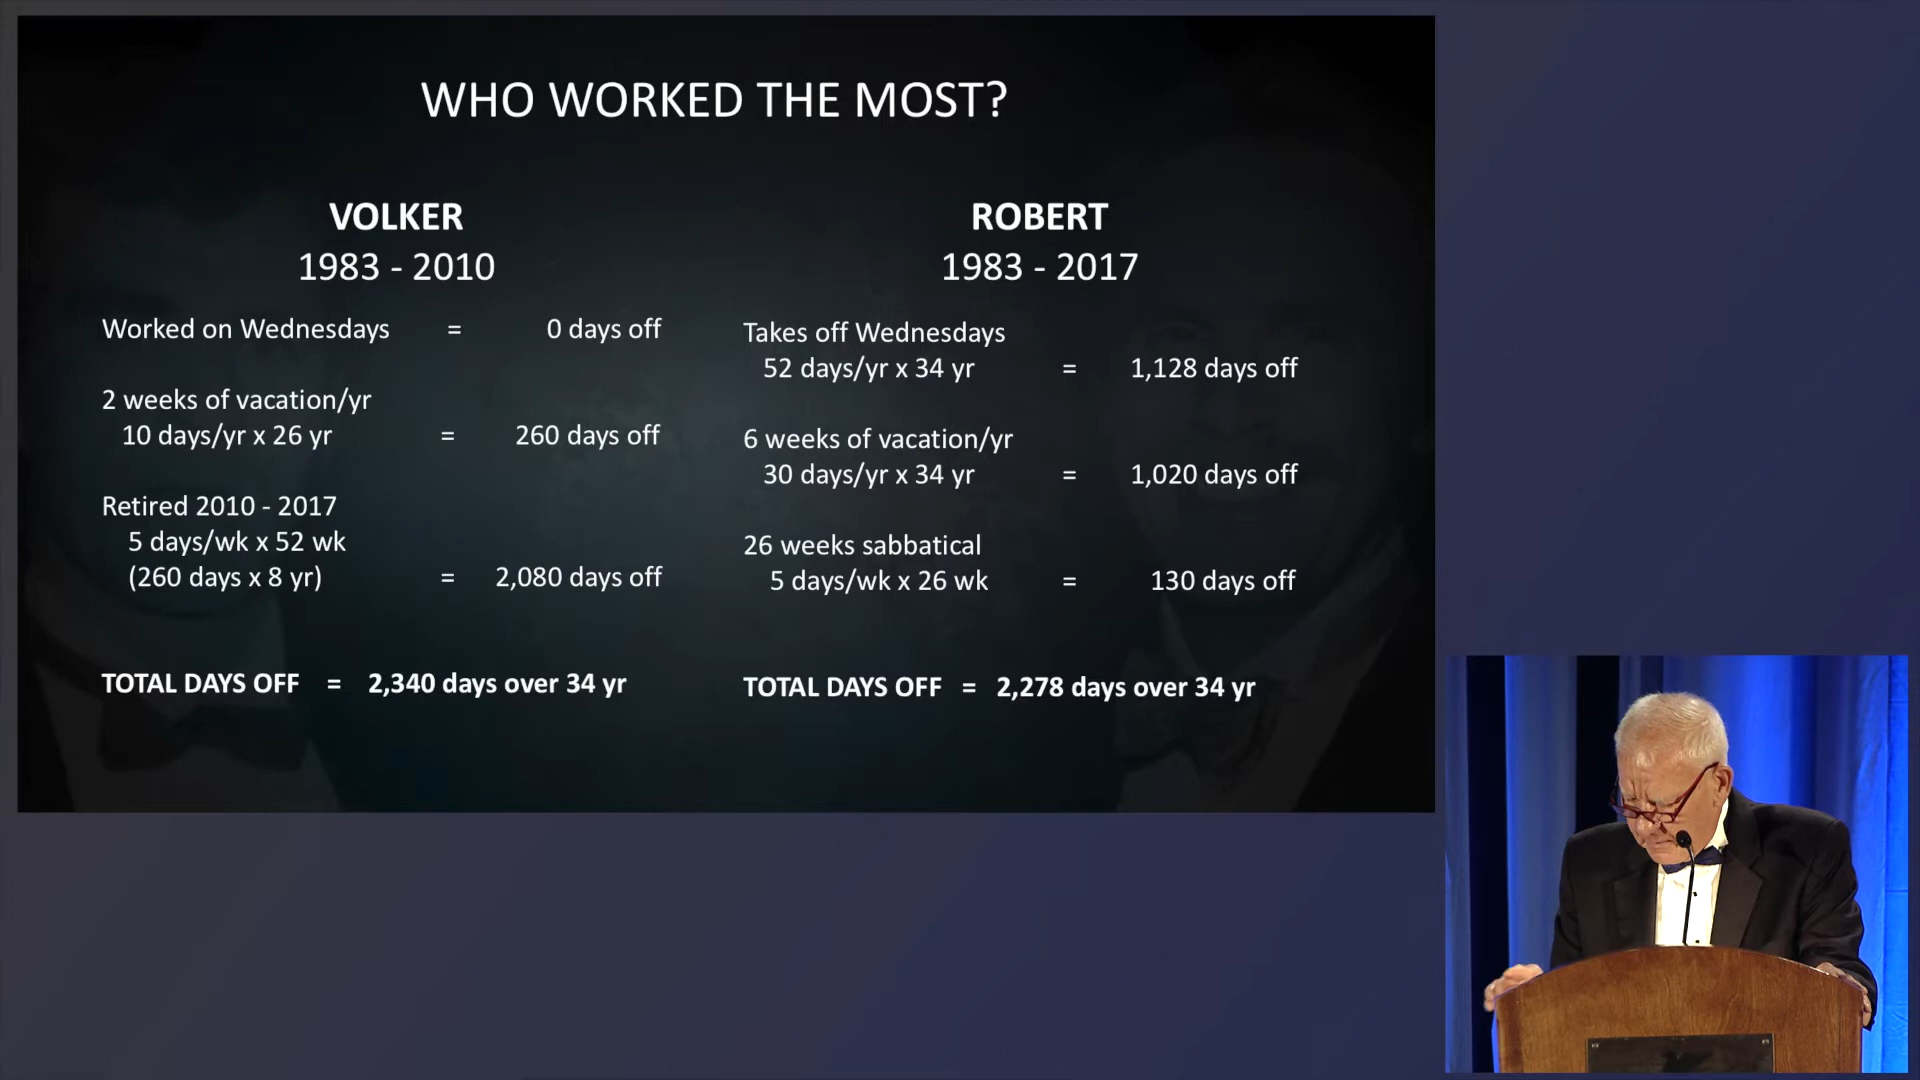 WHO WORKED THE MOST?
VOLKER
1983 - 2010
Worked on Wednesdays = 0 days off
2 weeks of vacation/yr
10 days/yr x 26 yr = 260 days off
Retired 2010 - 2017
5 days/wk x 52 wk
(260 days x 8 yr) = 2,080 days off
TOTAL DAYS OFF = 2,340 days over 34 yr
ROBERT
1983 - 2017
Takes off Wednesdays
52 days/yr x 34 yr = 1,128 days off
6 weeks of vacation/yr
30 days/yr x 34 yr = 1,020 days off
26 weeks sabbatical
5 days/wk x 26 wk = 130 days off
TOTAL DAYS OFF = 2,278 days over 34 yr